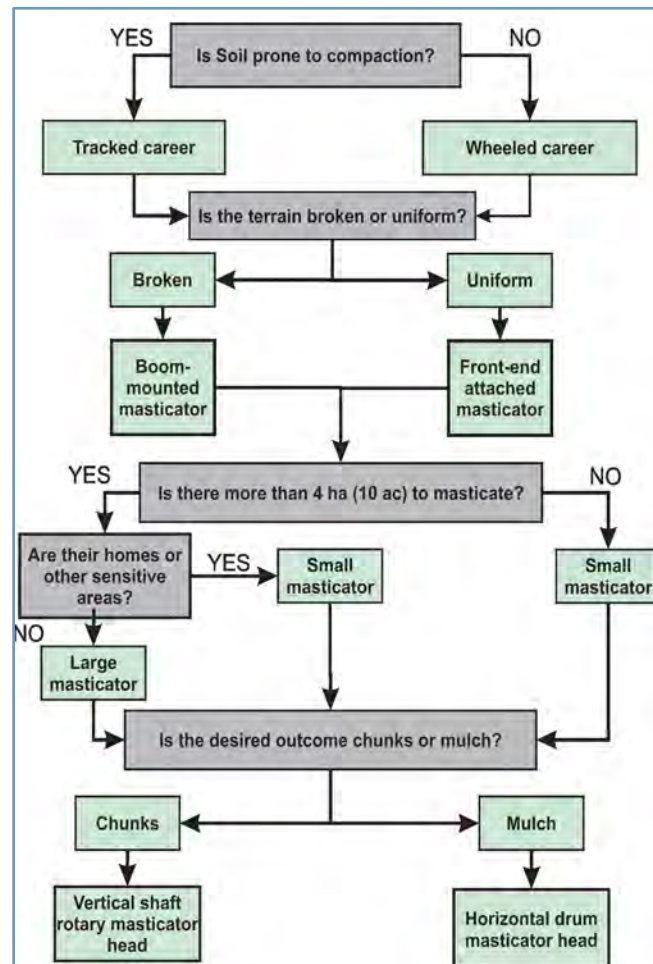 YES
NO
Is Soil prone to compaction?
Tracked career
Wheeled career
Is the terrain broken or uniform?
Broken
Uniform
Boom-
mounted
masticator
Front-end
attached
masticator
YES
NO
Is there more than 4 ha (10 ac) to masticate?
Are their homes or
other sensitive
areas?
YES
Small
masticator
Small
masticator
NO
Large
masticator
Is the desired outcome chunks or mulch?
Chunks
Mulch
Vertical shaft
rotary masticator
head
Horizontal drum
masticator head